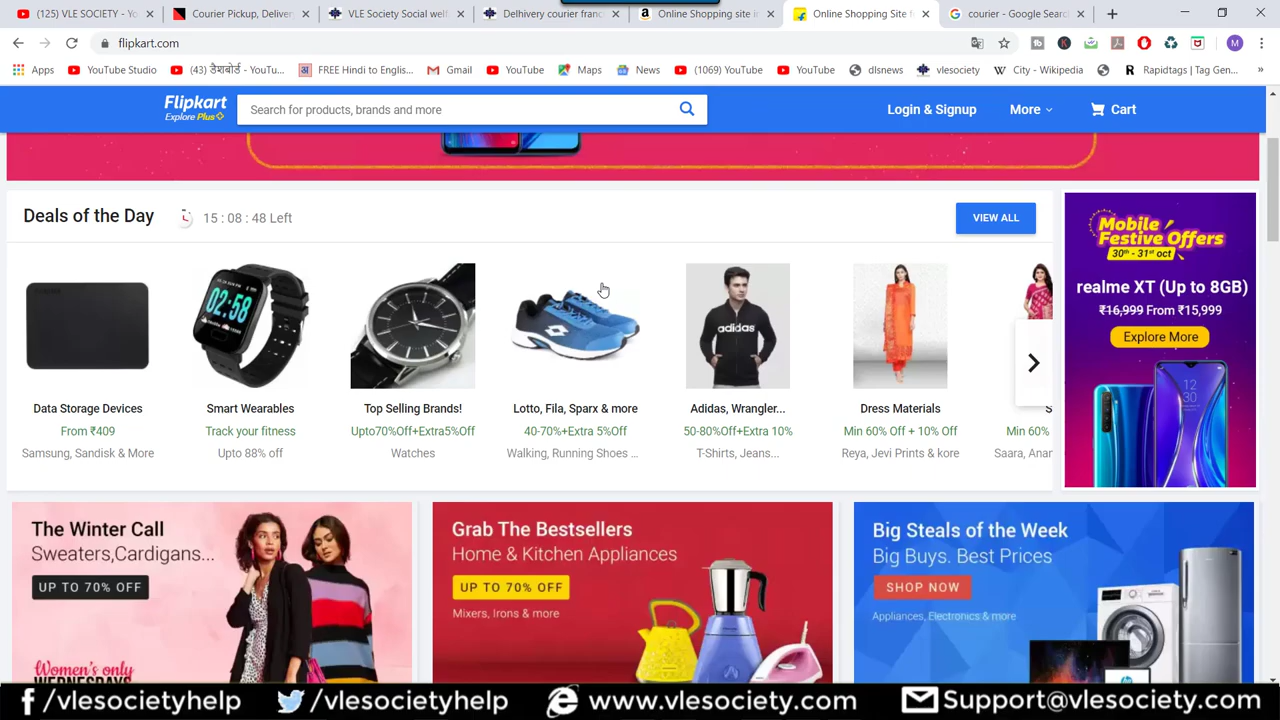 (125) VLE SOCIETY - Yo
Courier Pickup, Deliver
VLE Society Social welf
Delhivery courier franc
Online Shopping site i
Online Shopping Site f
courier - Google Searc
flipkart.com
Apps
YouTube Studio
(43) डैशबोर्ड - YouTu...
FREE Hindi to Englis...
Gmail
YouTube
Maps
News
(1069) YouTube
YouTube
dlsnews
vlesociety
City - Wikipedia
Rapidtags | Tag Gen...
Flipkart
Explore Plus
Search for products, brands and more
Login & Signup
More
Cart
Deals of the Day
15 : 08 : 48 Left
VIEW ALL
Data Storage Devices
From ₹409
Samsung, Sandisk & More
02:58
Smart Wearables
Track your fitness
Upto 88% off
Top Selling Brands!
Upto70%Off+Extra5%Off
Watches
Lotto, Fila, Sparx & more
40-70%+Extra 5%Off
Walking, Running Shoes ...
adidas
Adidas, Wrangler...
50-80%Off+Extra 10%
T-Shirts, Jeans...
Dress Materials
Min 60% Off + 10% Off
Reya, Jevi Prints & kore
S
Min 60%
Saara, Anar
Mobile
Festive Offers
30th - 31st oct
realme XT (Up to 8GB)
₹16,999 From ₹15,999
Explore More
12
30
The Winter Call
Sweaters,Cardigans...
UP TO 70% OFF
Women's only
WEDNESDAYS
Grab The Bestsellers
Home & Kitchen Appliances
UP TO 70% OFF
Mixers, Irons & more
Big Steals of the Week
Big Buys. Best Prices
SHOP NOW
Appliances, Electronics & more
/vlesocietyhelp
/vlesocietyhelp
www.vlesociety.com
Support@vlesociety.com